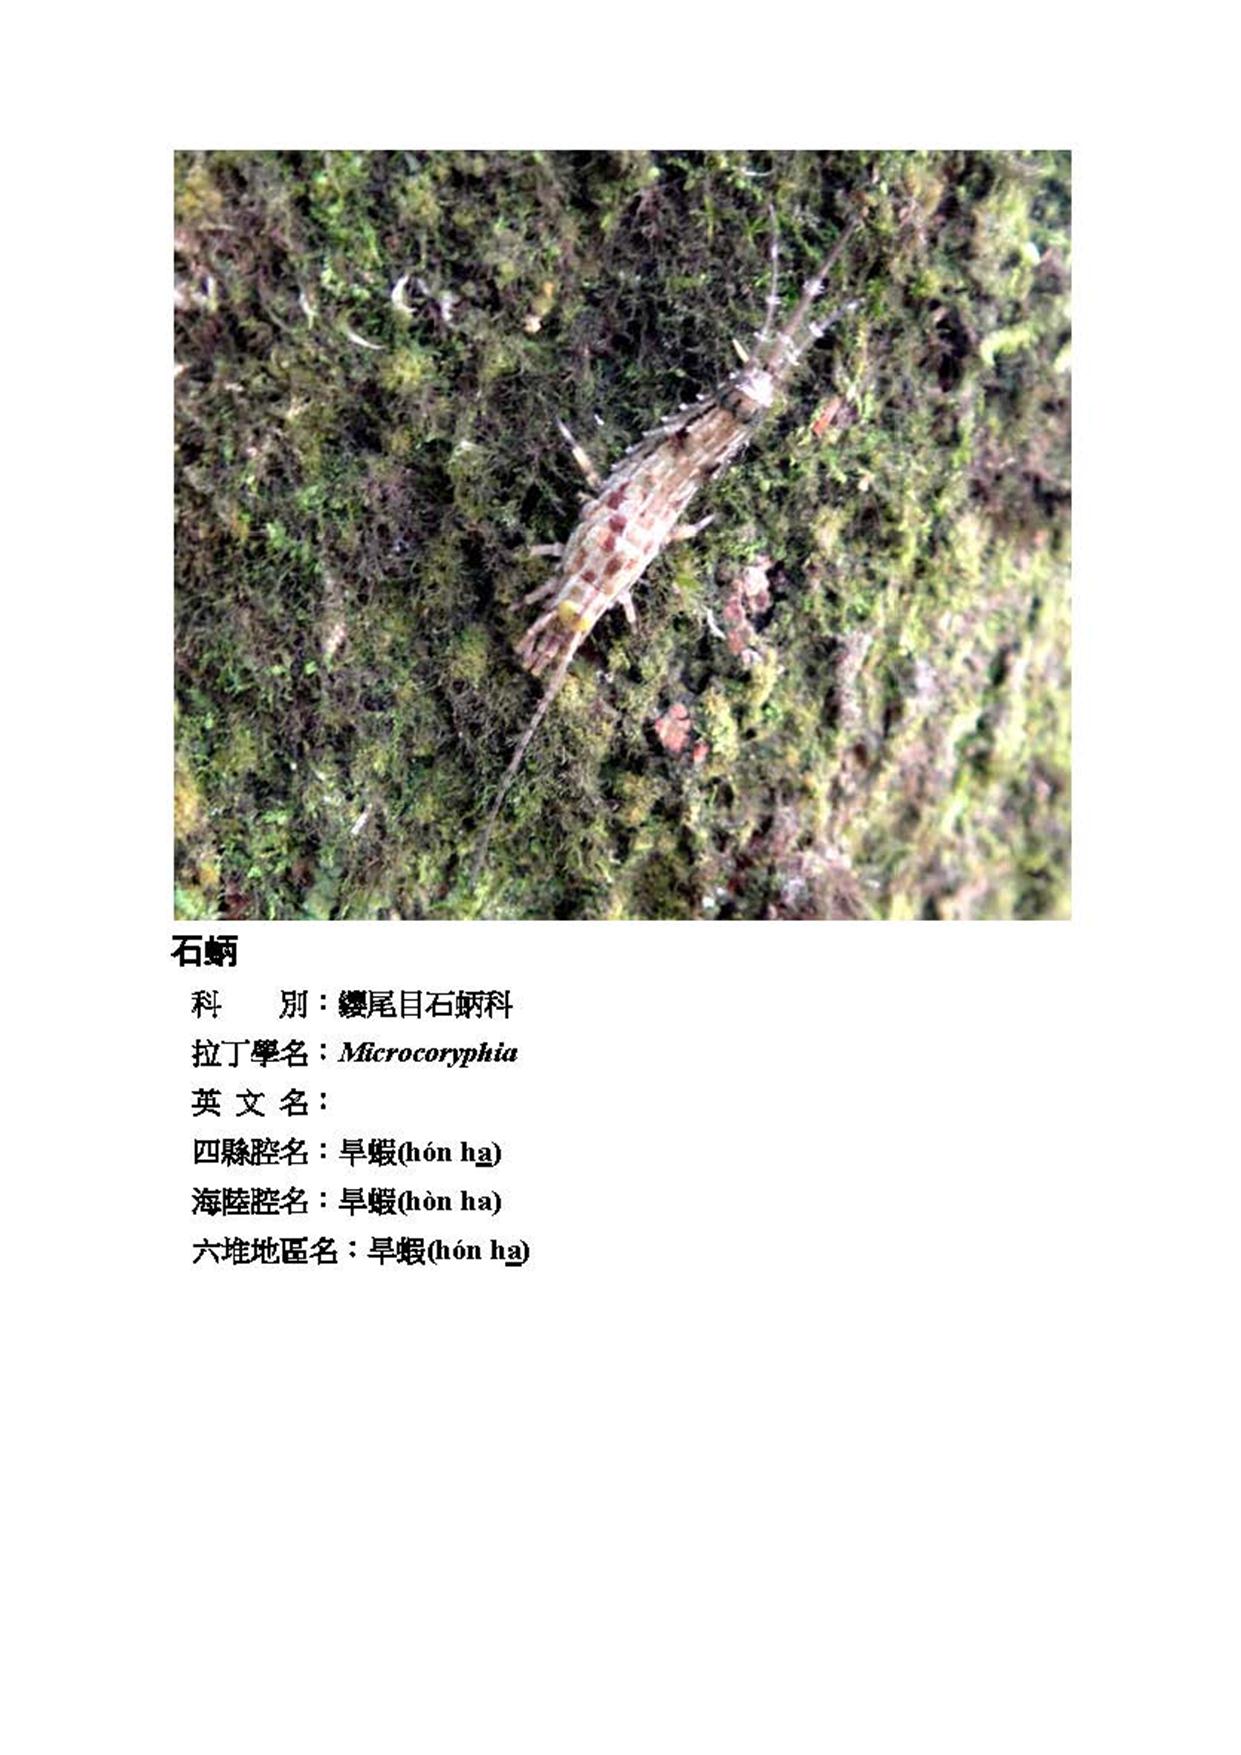 石蛃
科　　別：纓尾目石蛃科
拉丁學名：Microcoryphia
英 文 名：
四縣腔名：旱蝦(hón ha)
海陸腔名：旱蝦(hòn ha)
六堆地區名：旱蝦(hón ha)